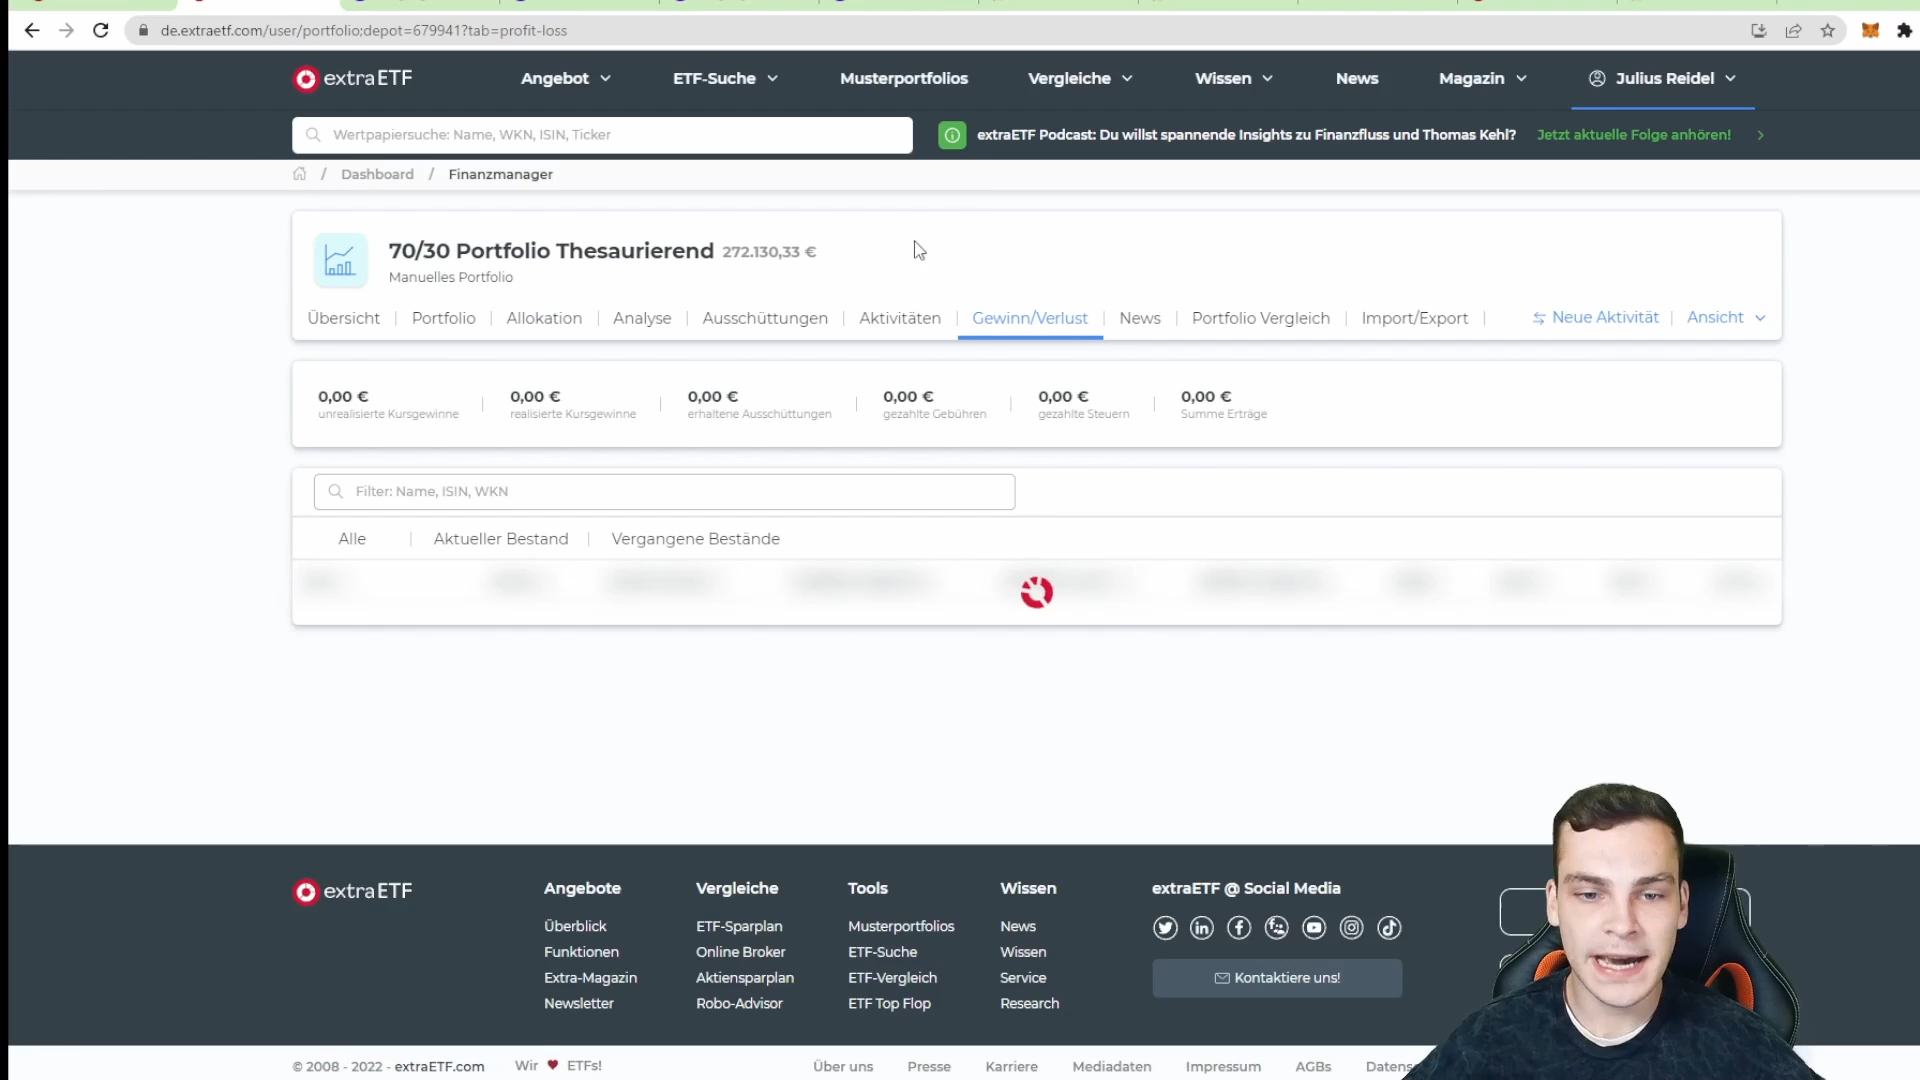 de.extraetf.com/user/portfolio;depot=679941?tab=profit-loss
extraETF
Angebot
ETF-Suche
Musterportfolios
Vergleiche
Wissen
News
Magazin
Julius Reidel
Wertpapiersuche: Name, WKN, ISIN, Ticker
extraETF Podcast: Du willst spannende Insights zu Finanzfluss und Thomas Kehl?
Jetzt aktuelle Folge anhören!
/ Dashboard / Finanzmanager
70/30 Portfolio Thesaurierend 272.130,33 €
Manuelles Portfolio
Übersicht | Portfolio | Allokation | Analyse | Ausschüttungen | Aktivitäten | Gewinn/Verlust | News | Portfolio Vergleich | Import/Export |
Neue Aktivität | Ansicht
0,00 €
unrealisierte Kursgewinne
0,00 €
realisierte Kursgewinne
0,00 €
erhaltene Ausschüttungen
0,00 €
gezahlte Gebühren
0,00 €
gezahlte Steuern
0,00 €
Summe Erträge
Filter: Name, ISIN, WKN
Alle | Aktueller Bestand | Vergangene Bestände
extraETF
Angebote
Überblick
Funktionen
Extra-Magazin
Newsletter
Vergleiche
ETF-Sparplan
Online Broker
Aktiensparplan
Robo-Advisor
Tools
Musterportfolios
ETF-Suche
ETF-Vergleich
ETF Top Flop
Wissen
News
Wissen
Service
Research
extraETF @ Social Media
Kontaktiere uns!
© 2008 - 2022 - extraETF.com
Wir ♥ ETFs!
Über uns
Presse
Karriere
Mediadaten
Impressum
AGBs
Datens